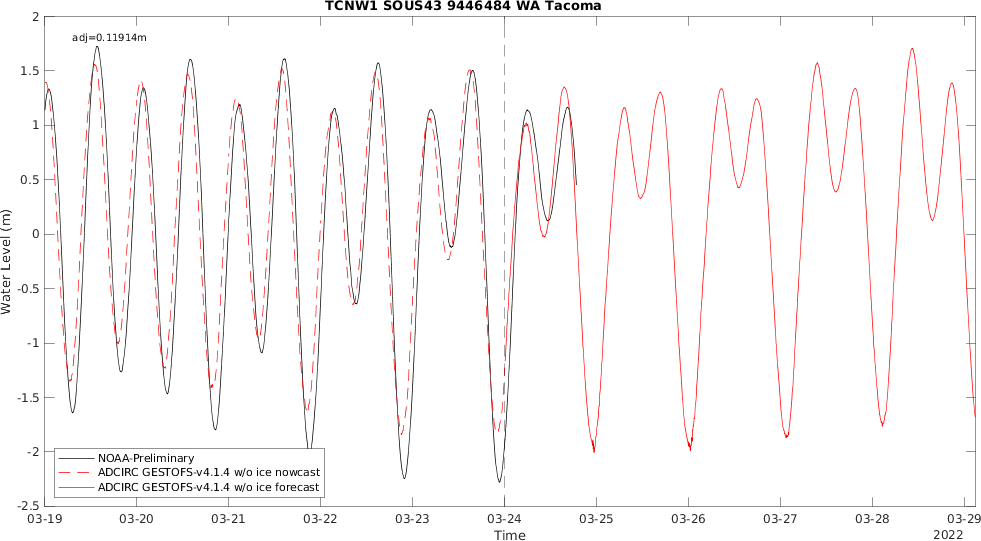 TCNW1 SOUS43 9446484 WA Tacoma
adj=0.11914m
2
1.5
1
0.5
0
-0.5
-1
-1.5
-2
-2.5
Water Level (m)
NOAA-Preliminary
ADCIRC GESTOFS-v4.1.4 w/o ice nowcast
ADCIRC GESTOFS-v4.1.4 w/o ice forecast
03-19 03-20 03-21 03-22 03-23 03-24 03-25 03-26 03-27 03-28 03-29
Time
2022